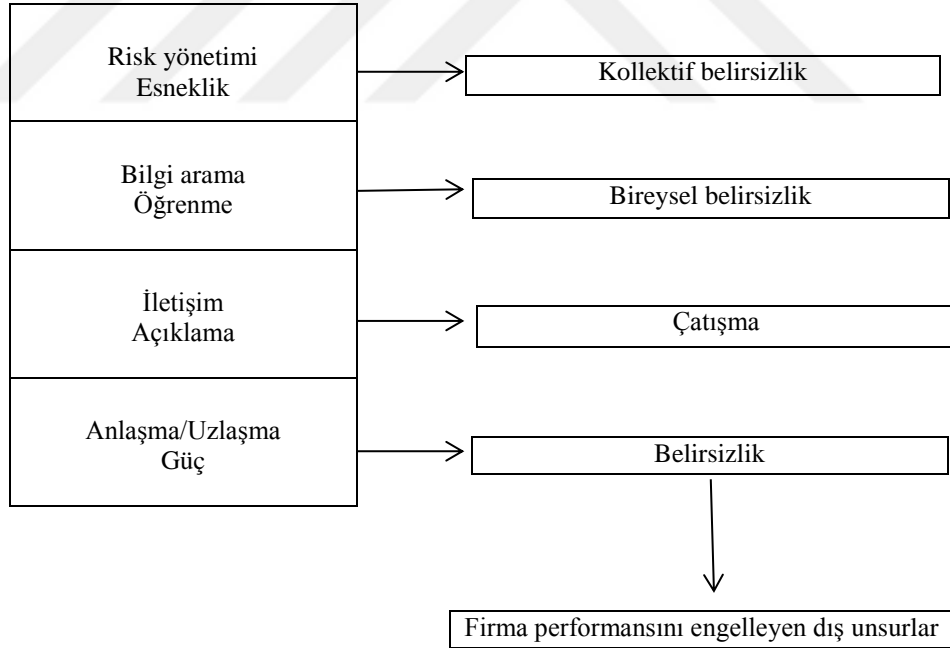 Risk yönetimi
Esneklik
Kollektif belirsizlik
Bilgi arama
Öğrenme
Bireysel belirsizlik
İletişim
Açıklama
Çatışma
Anlaşma/Uzlaşma
Güç
Belirsizlik
Firma performansını engelleyen dış unsurlar